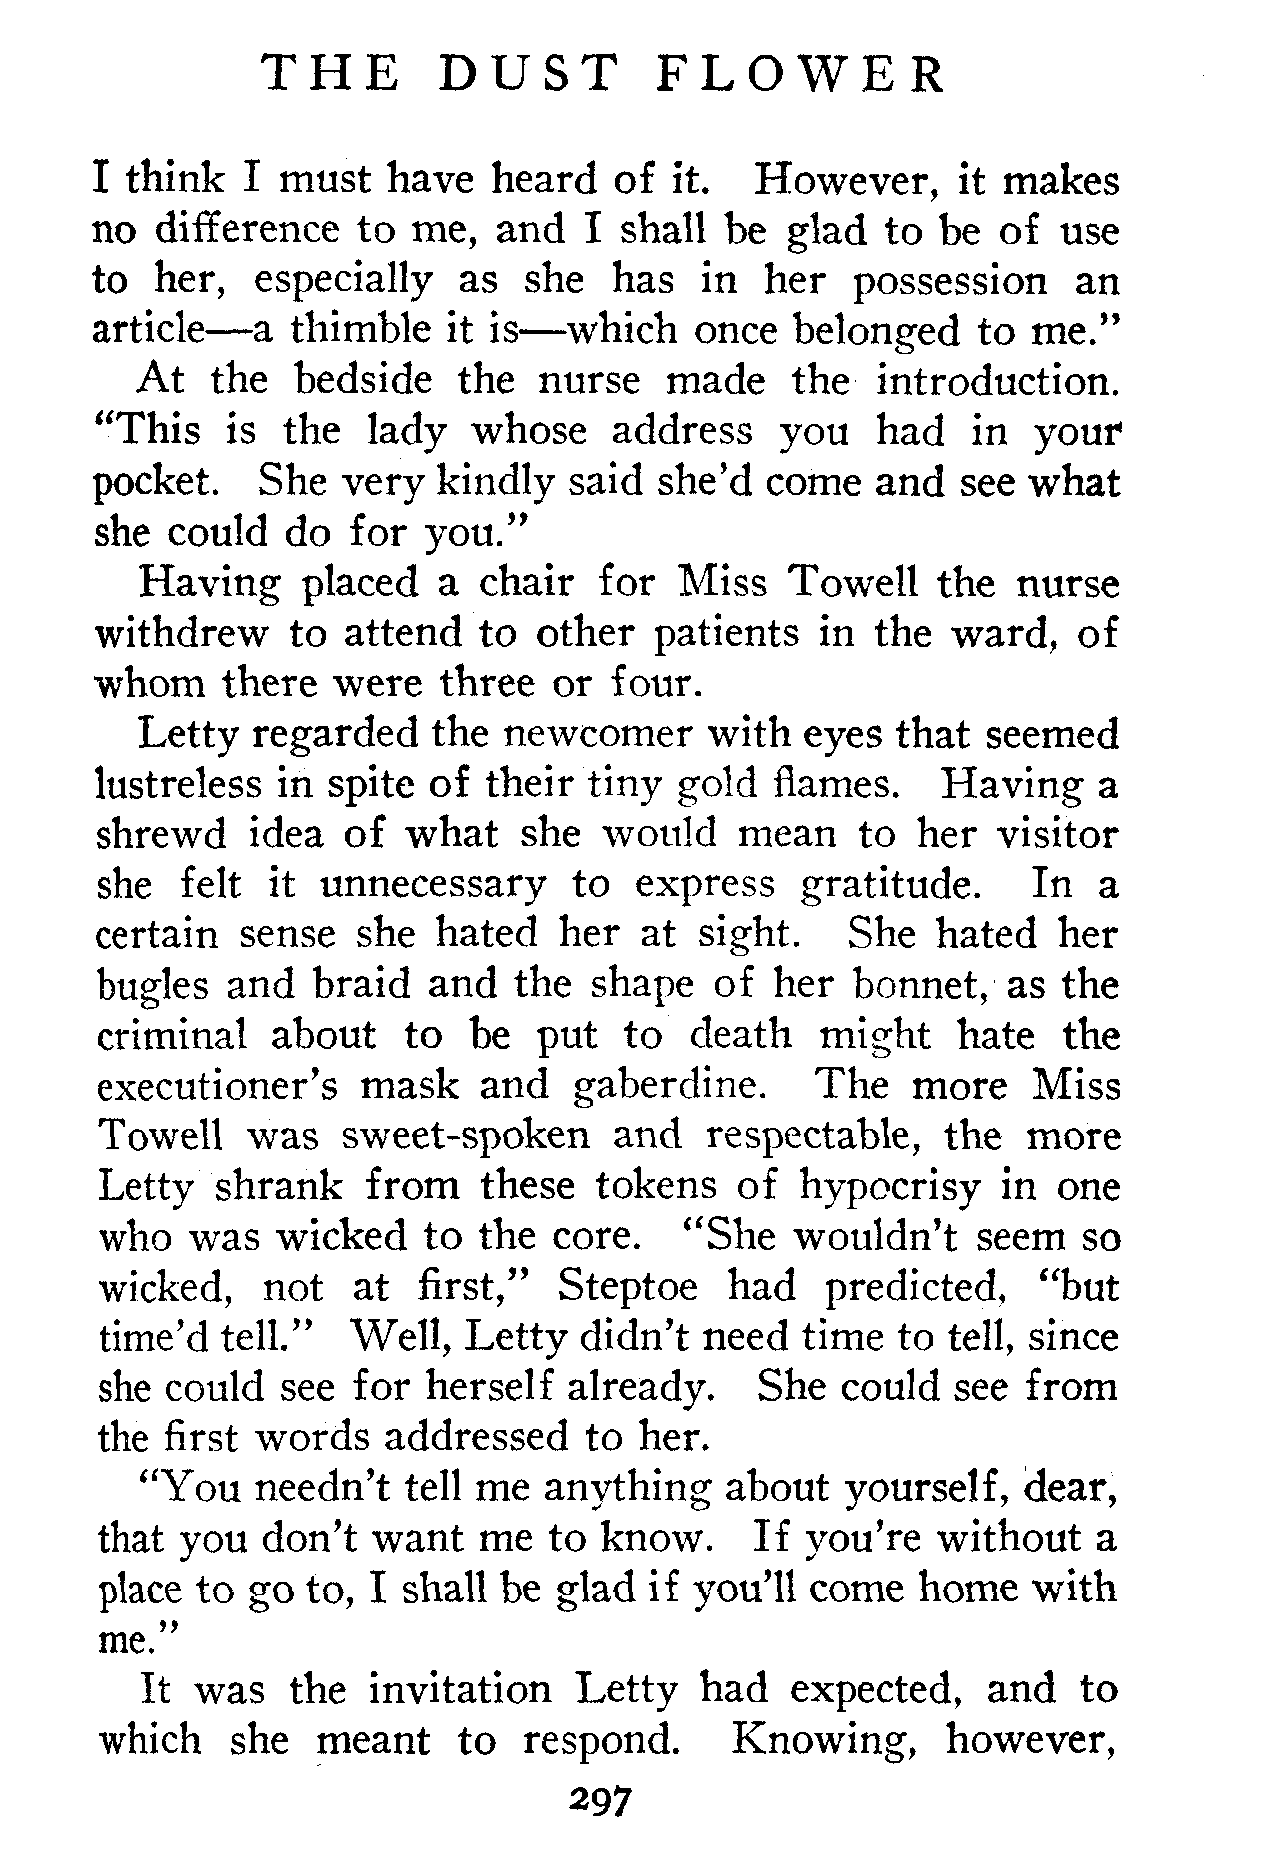 THE DUST FLOWER
I think I must have heard of it. However, it makes
no difference to me, and I shall be glad to be of use
to her, especially as she has in her possession an
article—a thimble it is—which once belonged to me."
At the bedside the nurse made the introduction.
"This is the lady whose address you had in your
pocket. She very kindly said she'd come and see what
she could do for you."
Having placed a chair for Miss Towell the nurse
withdrew to attend to other patients in the ward, of
whom there were three or four.
Letty regarded the newcomer with eyes that seemed
lustreless in spite of their tiny gold flames. Having a
shrewd idea of what she would mean to her visitor
she felt it unnecessary to express gratitude. In a
certain sense she hated her at sight. She hated her
bugles and braid and the shape of her bonnet, as the
criminal about to be put to death might hate the
executioner's mask and gaberdine. The more Miss
Towell was sweet-spoken and respectable, the more
Letty shrank from these tokens of hypocrisy in one
who was wicked to the core. "She wouldn't seem so
wicked, not at first," Steptoe had predicted, "but
time'd tell." Well, Letty didn't need time to tell, since
she could see for herself already. She could see from
the first words addressed to her.
"You needn't tell me anything about yourself, dear,
that you don't want me to know. If you're without a
place to go to, I shall be glad if you'll come home with
me."
It was the invitation Letty had expected, and to
which she meant to respond. Knowing, however,
297